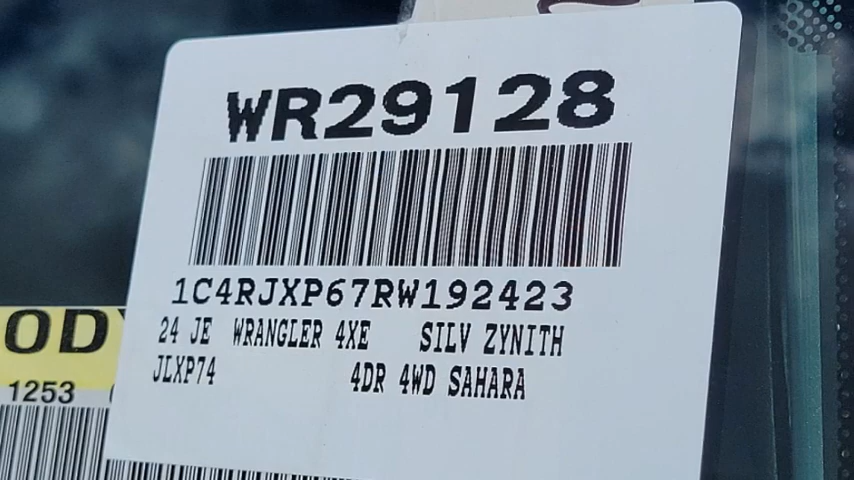 WR29128
1C4RJXP67RW192423
24 JE WRANGLER 4XE SILV ZYNITH
JLXP74 4DR 4WD SAHARA
ODY
1253